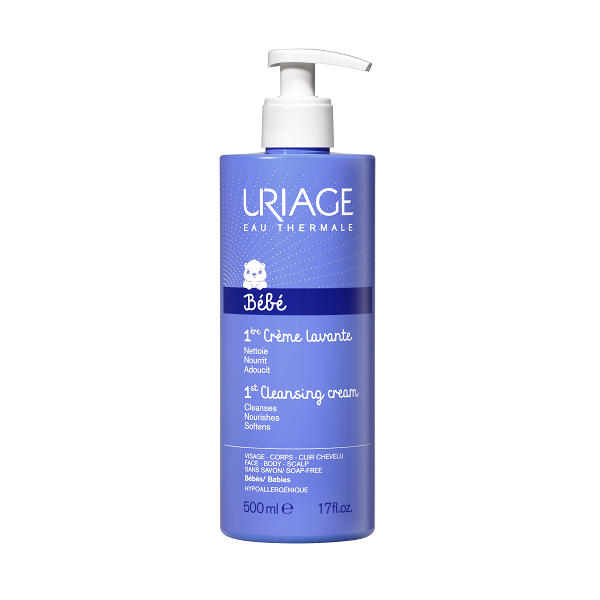 URIAGE
EAU THERMALE
Bébé
1ère Crème lavante
Nettoie
Nourrit
Adoucit
1st Cleansing cream
Cleanses
Nourishes
Softens
VISAGE - CORPS - CUIR CHEVELU
FACE - BODY - SCALP
SANS SAVON/ SOAP-FREE
Bébés/ Babies
HYPOALLERGÉNIQUE
500 ml e 17fl.oz.